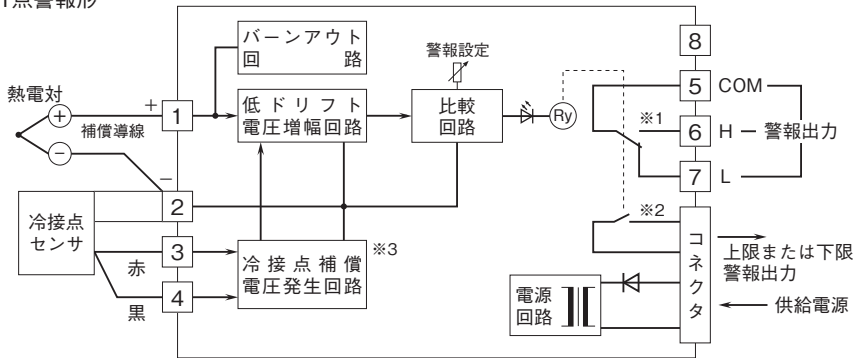 1点警報形
バーンアウト
回　　路
警報設定
8
熱電対
+
1
低ドリフト
電圧増幅回路
比較
回路
Ry
5 COM
※1
6 H 警報出力
7 L
+
補償導線
−
−
2
冷接点
センサ
3
赤
4
黒
冷接点補償
電圧発生回路
※3
※2
コネクタ
上限または下限
警報出力
電源
回路
供給電源